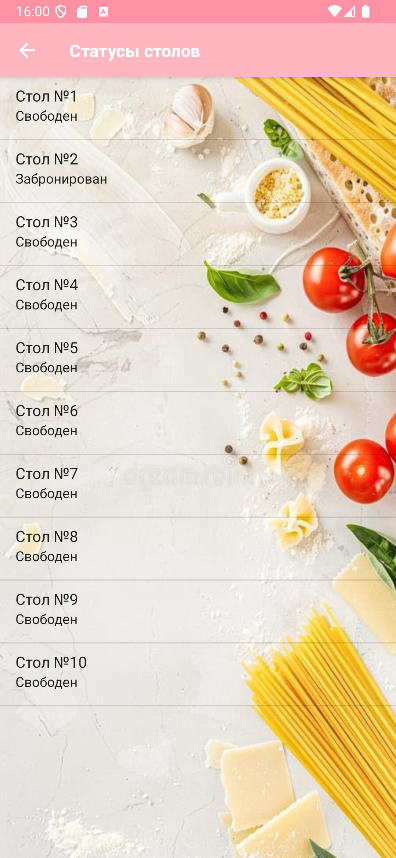 16:00
Статусы столов
Стол №1
Свободен
Стол №2
Забронирован
Стол №3
Свободен
Стол №4
Свободен
Стол №5
Свободен
Стол №6
Свободен
Стол №7
Свободен
Стол №8
Свободен
Стол №9
Свободен
Стол №10
Свободен